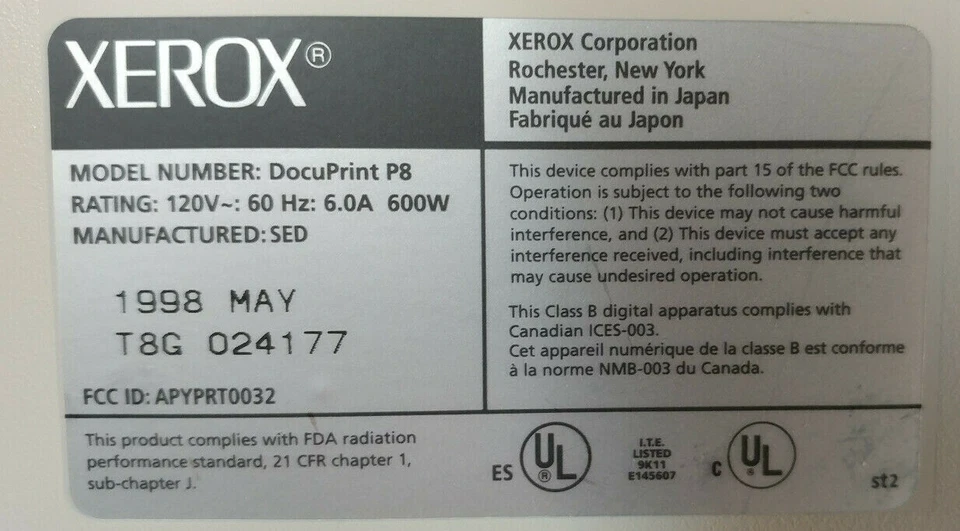 XEROX®
XEROX Corporation
Rochester, New York
Manufactured in Japan
Fabriqué au Japon
MODEL NUMBER: DocuPrint P8
RATING: 120V~: 60 Hz: 6.0A 600W
MANUFACTURED: SED
1998 MAY
T8G 024177
FCC ID: APYPRT0032
This device complies with part 15 of the FCC rules.
Operation is subject to the following two
conditions: (1) This device may not cause harmful
interference, and (2) This device must accept any
interference received, including interference that
may cause undesired operation.
This Class B digital apparatus complies with
Canadian ICES-003.
Cet appareil numérique de la classe B est conforme
à la norme NMB-003 du Canada.
This product complies with FDA radiation
performance standard, 21 CFR chapter 1,
sub-chapter J.
ES UL ®
I.T.E.
LISTED
9K11
E145607
C UL ®
st2